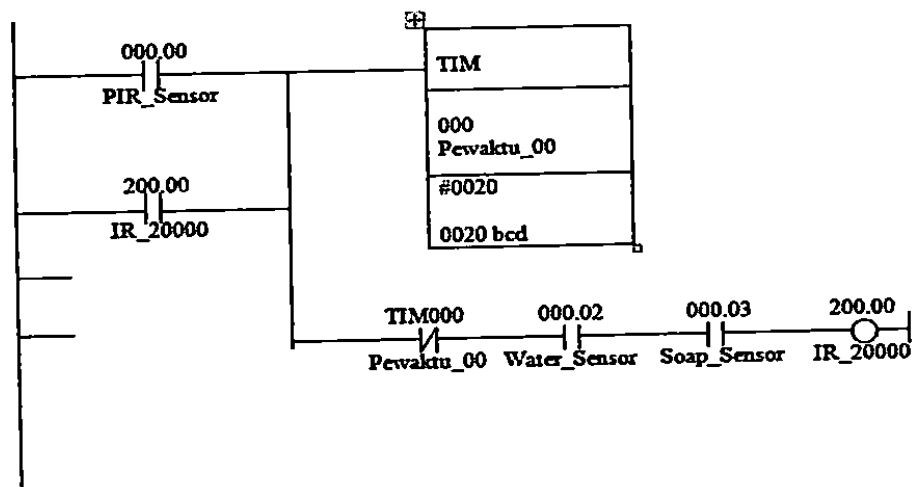 000.00
PIR_Sensor
TIM
000
Pewaktu_00
#0020
0020 bcd
200.00
IR_20000
TIM000
Pewaktu_00
000.02
Water_Sensor
000.03
Soap_Sensor
200.00
IR_20000